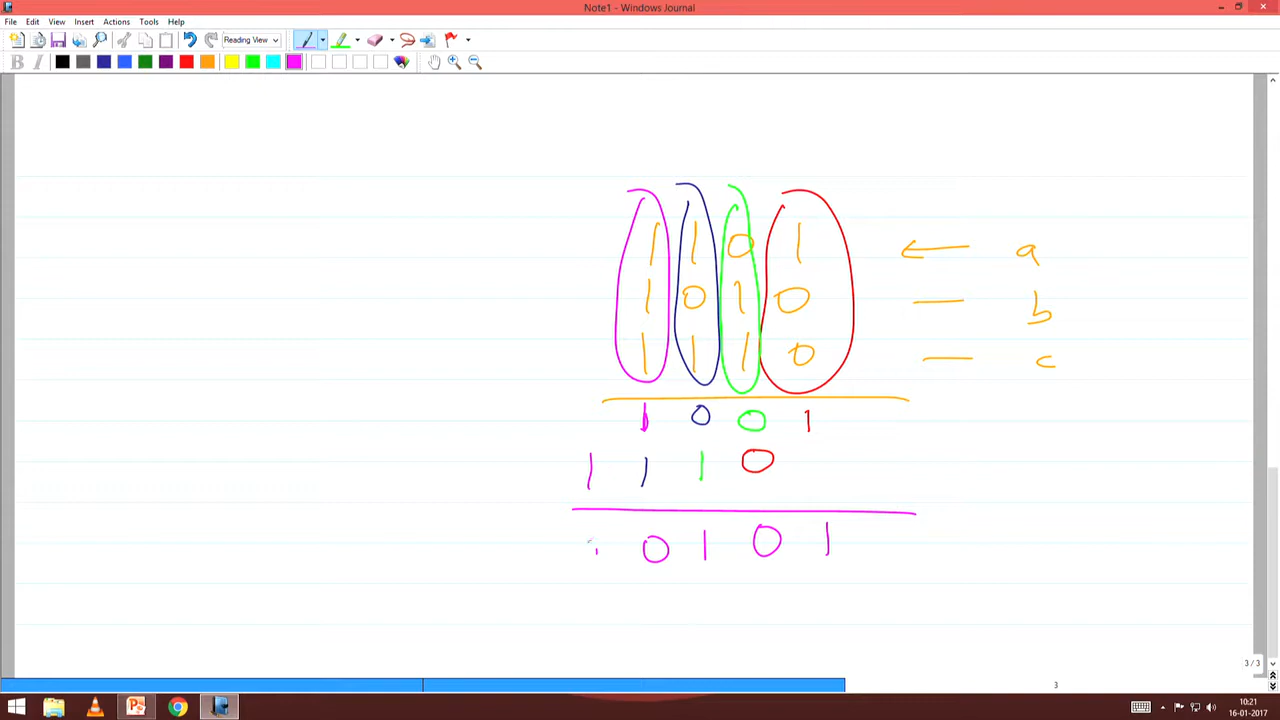 Note1 - Windows Journal
File Edit View Insert Actions Tools Help
Reading View
B I
1 1 0 1 ← a
1 0 1 0 — b
1 1 1 0 — c
1 0 0 1
1 1 1 0
0 1 0 1
3 / 3
3
10:21
16-01-2017